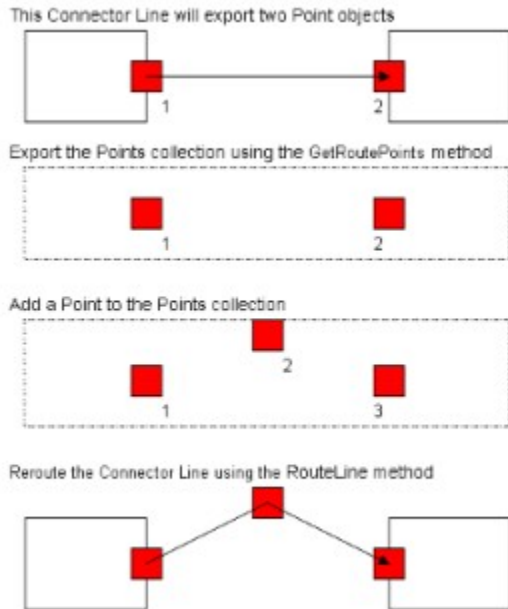 This Connector Line will export two Point objects
1 2
Export the Points collection using the GetRoutePoints method
1 2
Add a Point to the Points collection
2
1 3
Reroute the Connector Line using the RouteLine method